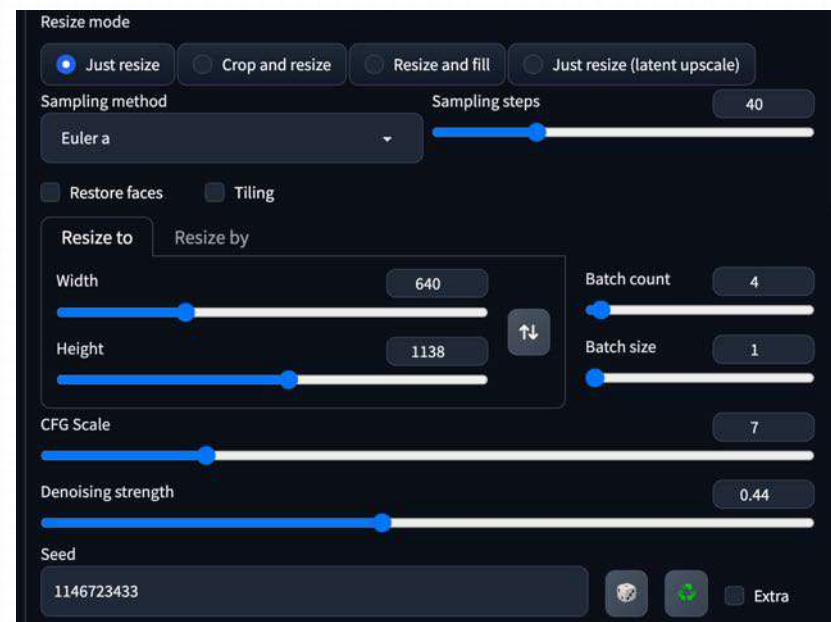 Resize mode
Just resize Crop and resize Resize and fill Just resize (latent upscale)
Sampling method Sampling steps 40
Euler a
Restore faces Tiling
Resize to Resize by
Width 640 Batch count 4
Height 1138 Batch size 1
CFG Scale 7
Denoising strength 0.44
Seed
1146723433 Extra